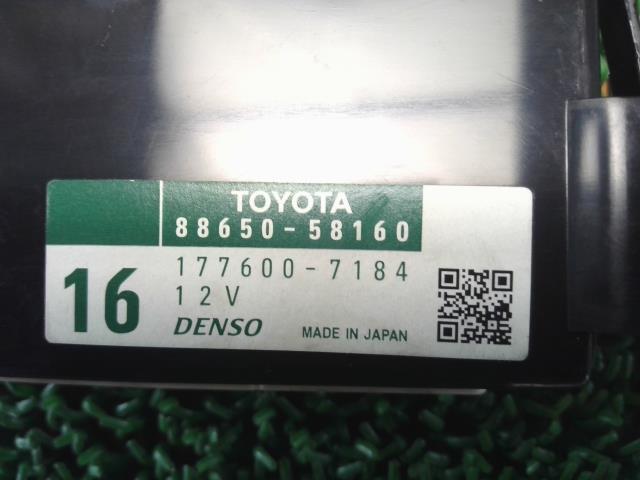 TOYOTA
88650-58160
16
177600-7184
12V
DENSO
MADE IN JAPAN